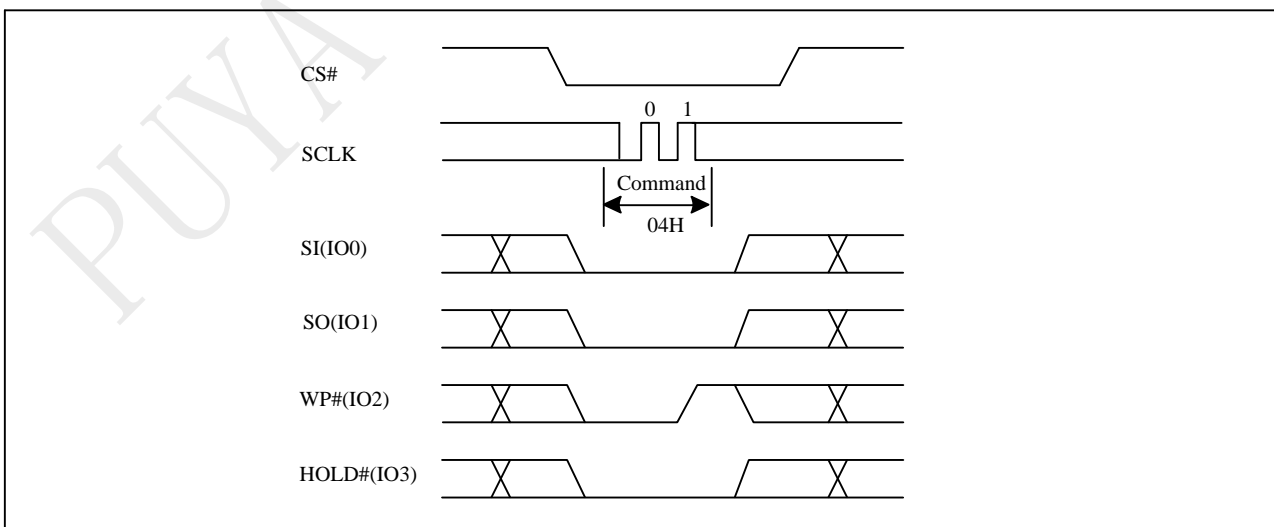 PUYA
CS#
0 1
SCLK
Command
04H
SI(IO0)
SO(IO1)
WP#(IO2)
HOLD#(IO3)